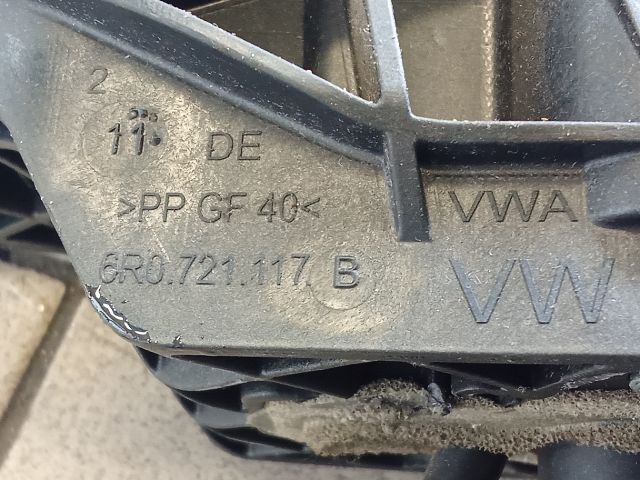 2
11 DE
>PP GF 40< VWA
6R0.721.117 B VW